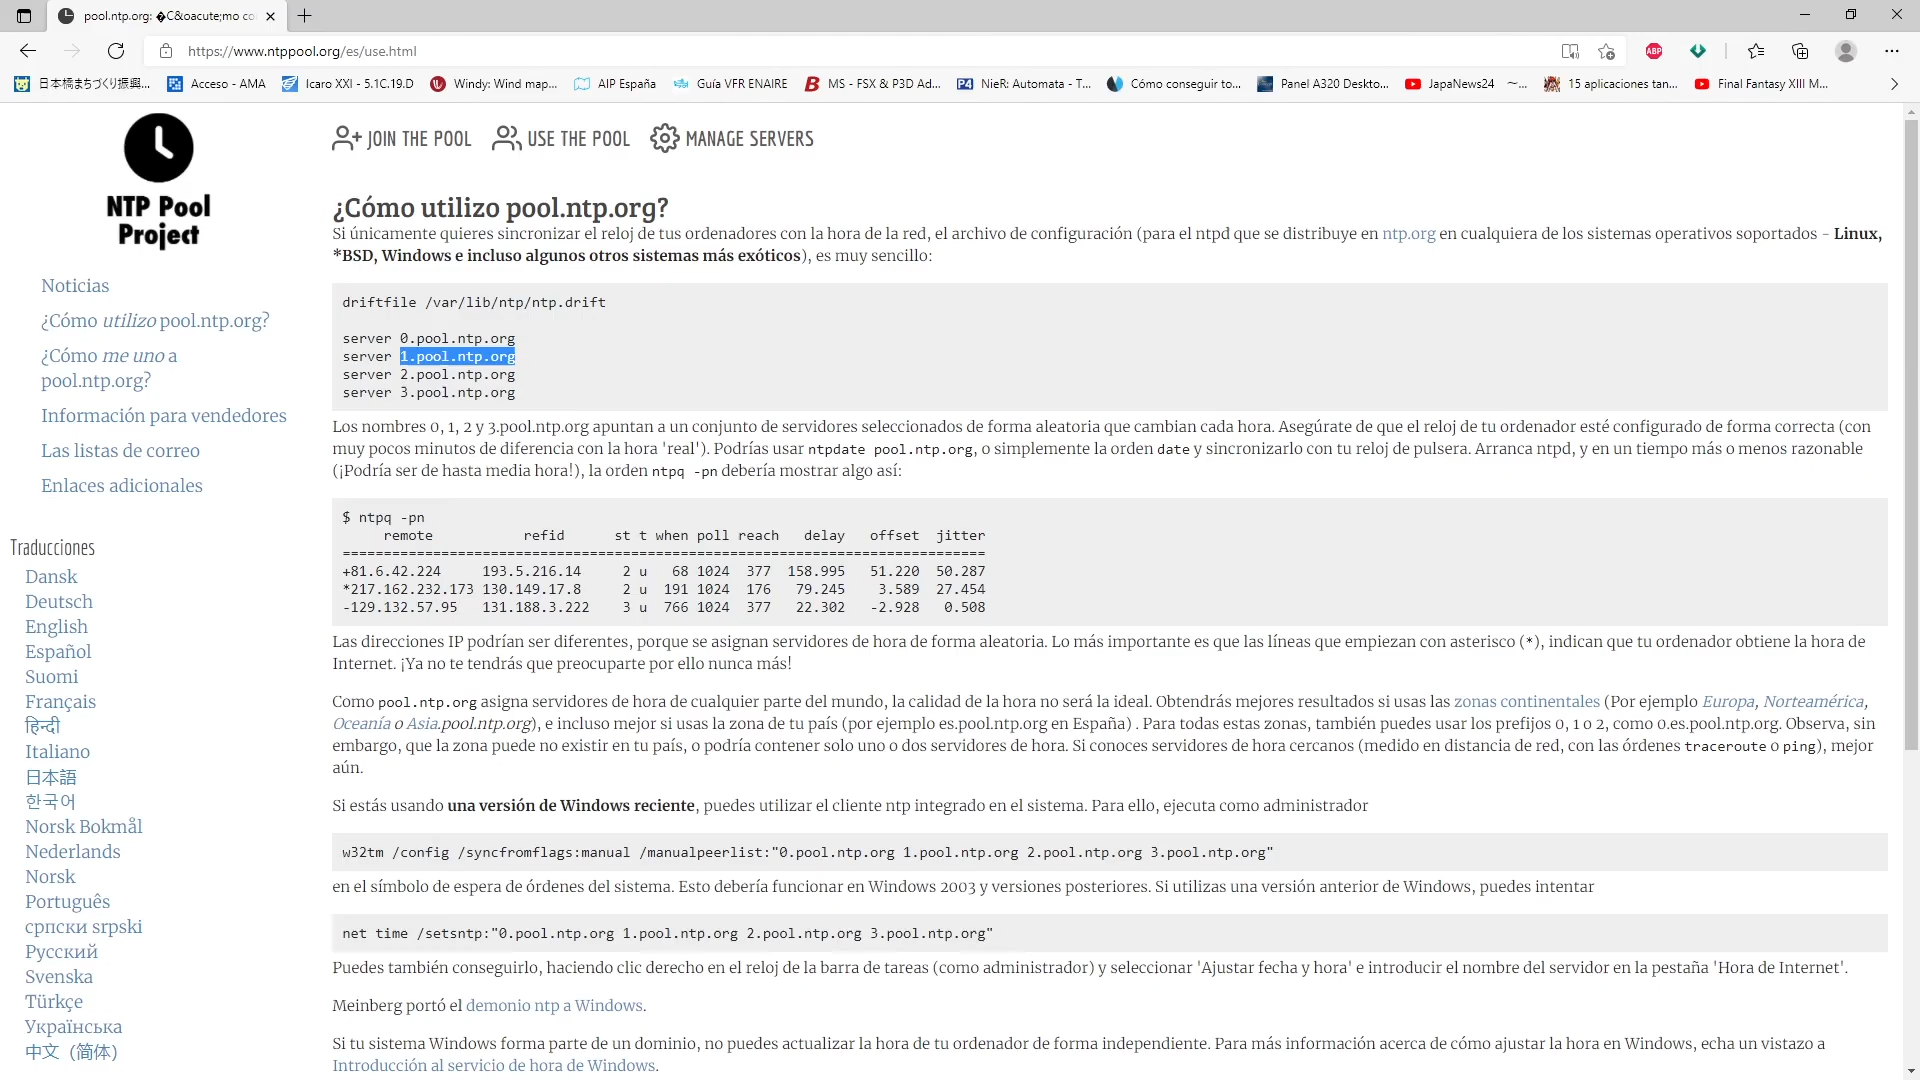 pool.ntp.org: �C&oacute;mo co
https://www.ntppool.org/es/use.html
ABP
日本橋まちづくり振興...
Acceso - AMA
Icaro XXI - 5.1C.19.D
Windy: Wind map...
AIP España
Guía VFR ENAIRE
MS - FSX & P3D Ad...
NieR: Automata - T...
Cómo conseguir to...
Panel A320 Deskto...
JapaNews24 ~...
15 aplicaciones tan...
Final Fantasy XIII M...
NTP Pool
Project
JOIN THE POOL
USE THE POOL
MANAGE SERVERS
Noticias
¿Cómo utilizo pool.ntp.org?
¿Cómo me uno a
pool.ntp.org?
Información para vendedores
Las listas de correo
Enlaces adicionales
Traducciones
Dansk
Deutsch
English
Español
Suomi
Français
हिन्दी
Italiano
日本語
한국어
Norsk Bokmål
Nederlands
Norsk
Português
српски srpski
Русский
Svenska
Türkçe
Українська
中文（简体）
¿Cómo utilizo pool.ntp.org?
Si únicamente quieres sincronizar el reloj de tus ordenadores con la hora de la red, el archivo de configuración (para el ntpd que se distribuye en ntp.org en cualquiera de los sistemas operativos soportados - Linux,
*BSD, Windows e incluso algunos otros sistemas más exóticos), es muy sencillo:
driftfile /var/lib/ntp/ntp.drift
server 0.pool.ntp.org
server 1.pool.ntp.org
server 2.pool.ntp.org
server 3.pool.ntp.org
Los nombres 0, 1, 2 y 3.pool.ntp.org apuntan a un conjunto de servidores seleccionados de forma aleatoria que cambian cada hora. Asegúrate de que el reloj de tu ordenador esté configurado de forma correcta (con
muy pocos minutos de diferencia con la hora 'real'). Podrías usar ntpdate pool.ntp.org, o simplemente la orden date y sincronizarlo con tu reloj de pulsera. Arranca ntpd, y en un tiempo más o menos razonable
(¡Podría ser de hasta media hora!), la orden ntpq -pn debería mostrar algo así:
$ ntpq -pn
remote refid st t when poll reach delay offset jitter
==============================================================================
+81.6.42.224 193.5.216.14 2 u 68 1024 377 158.995 51.220 50.287
*217.162.232.173 130.149.17.8 2 u 191 1024 176 79.245 3.589 27.454
-129.132.57.95 131.188.3.222 3 u 766 1024 377 22.302 -2.928 0.508
Las direcciones IP podrían ser diferentes, porque se asignan servidores de hora de forma aleatoria. Lo más importante es que las líneas que empiezan con asterisco (*), indican que tu ordenador obtiene la hora de
Internet. ¡Ya no te tendrás que preocuparte por ello nunca más!
Como pool.ntp.org asigna servidores de hora de cualquier parte del mundo, la calidad de la hora no será la ideal. Obtendrás mejores resultados si usas las zonas continentales (Por ejemplo Europa, Norteamérica,
Oceanía o Asia.pool.ntp.org), e incluso mejor si usas la zona de tu país (por ejemplo es.pool.ntp.org en España) . Para todas estas zonas, también puedes usar los prefijos 0, 1 o 2, como 0.es.pool.ntp.org. Observa, sin
embargo, que la zona puede no existir en tu país, o podría contener solo uno o dos servidores de hora. Si conoces servidores de hora cercanos (medido en distancia de red, con las órdenes traceroute o ping), mejor
aún.
Si estás usando una versión de Windows reciente, puedes utilizar el cliente ntp integrado en el sistema. Para ello, ejecuta como administrador
w32tm /config /syncfromflags:manual /manualpeerlist:"0.pool.ntp.org 1.pool.ntp.org 2.pool.ntp.org 3.pool.ntp.org"
en el símbolo de espera de órdenes del sistema. Esto debería funcionar en Windows 2003 y versiones posteriores. Si utilizas una versión anterior de Windows, puedes intentar
net time /setsntp:"0.pool.ntp.org 1.pool.ntp.org 2.pool.ntp.org 3.pool.ntp.org"
Puedes también conseguirlo, haciendo clic derecho en el reloj de la barra de tareas (como administrador) y seleccionar 'Ajustar fecha y hora' e introducir el nombre del servidor en la pestaña 'Hora de Internet'.
Meinberg portó el demonio ntp a Windows.
Si tu sistema Windows forma parte de un dominio, no puedes actualizar la hora de tu ordenador de forma independiente. Para más información acerca de cómo ajustar la hora en Windows, echa un vistazo a
Introducción al servicio de hora de Windows.